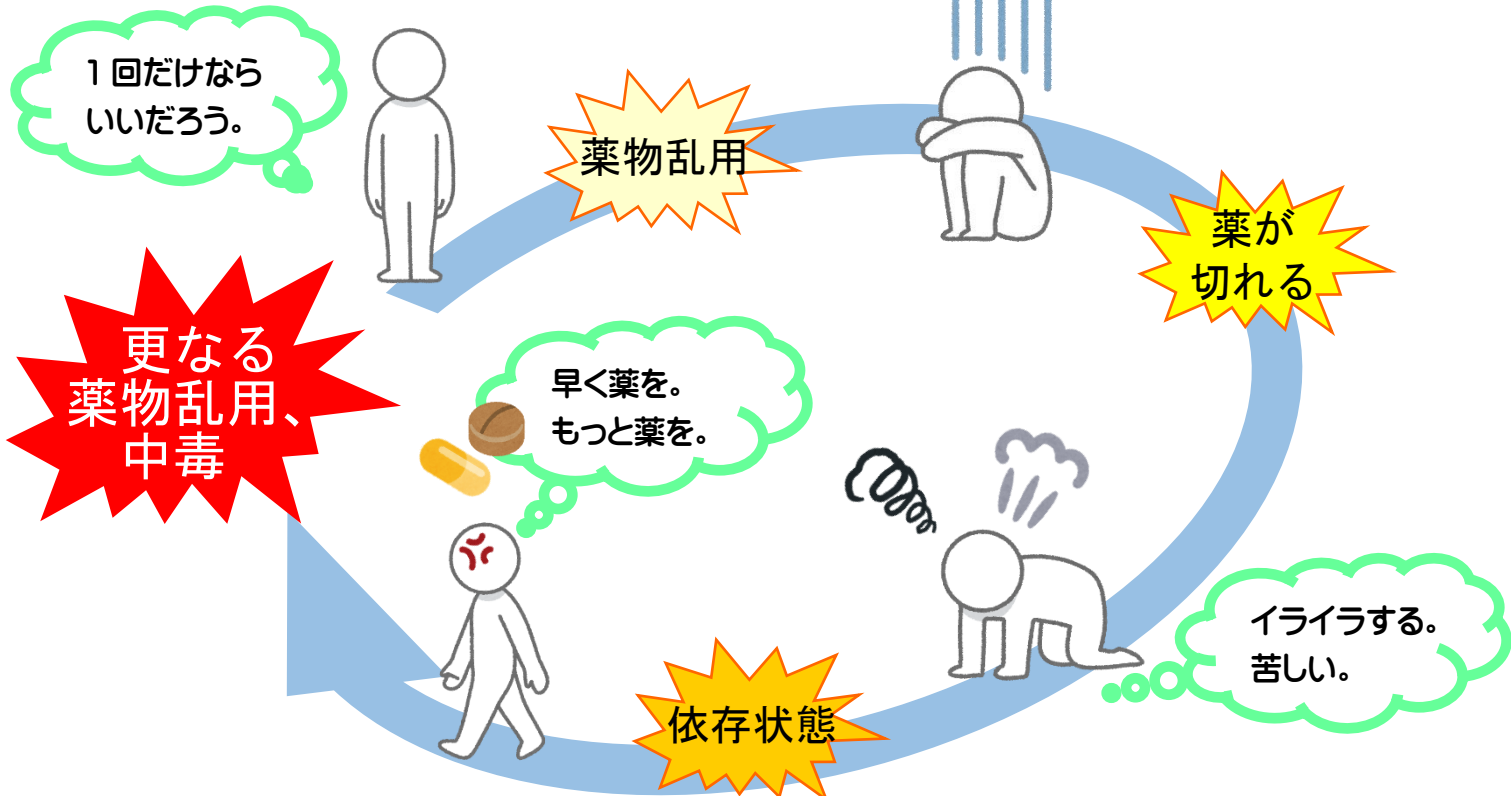 1回だけなら
いいだろう。
薬物乱用
薬が
切れる
イライラする。
苦しい。
依存状態
早く薬を。
もっと薬を。
更なる
薬物乱用、
中毒